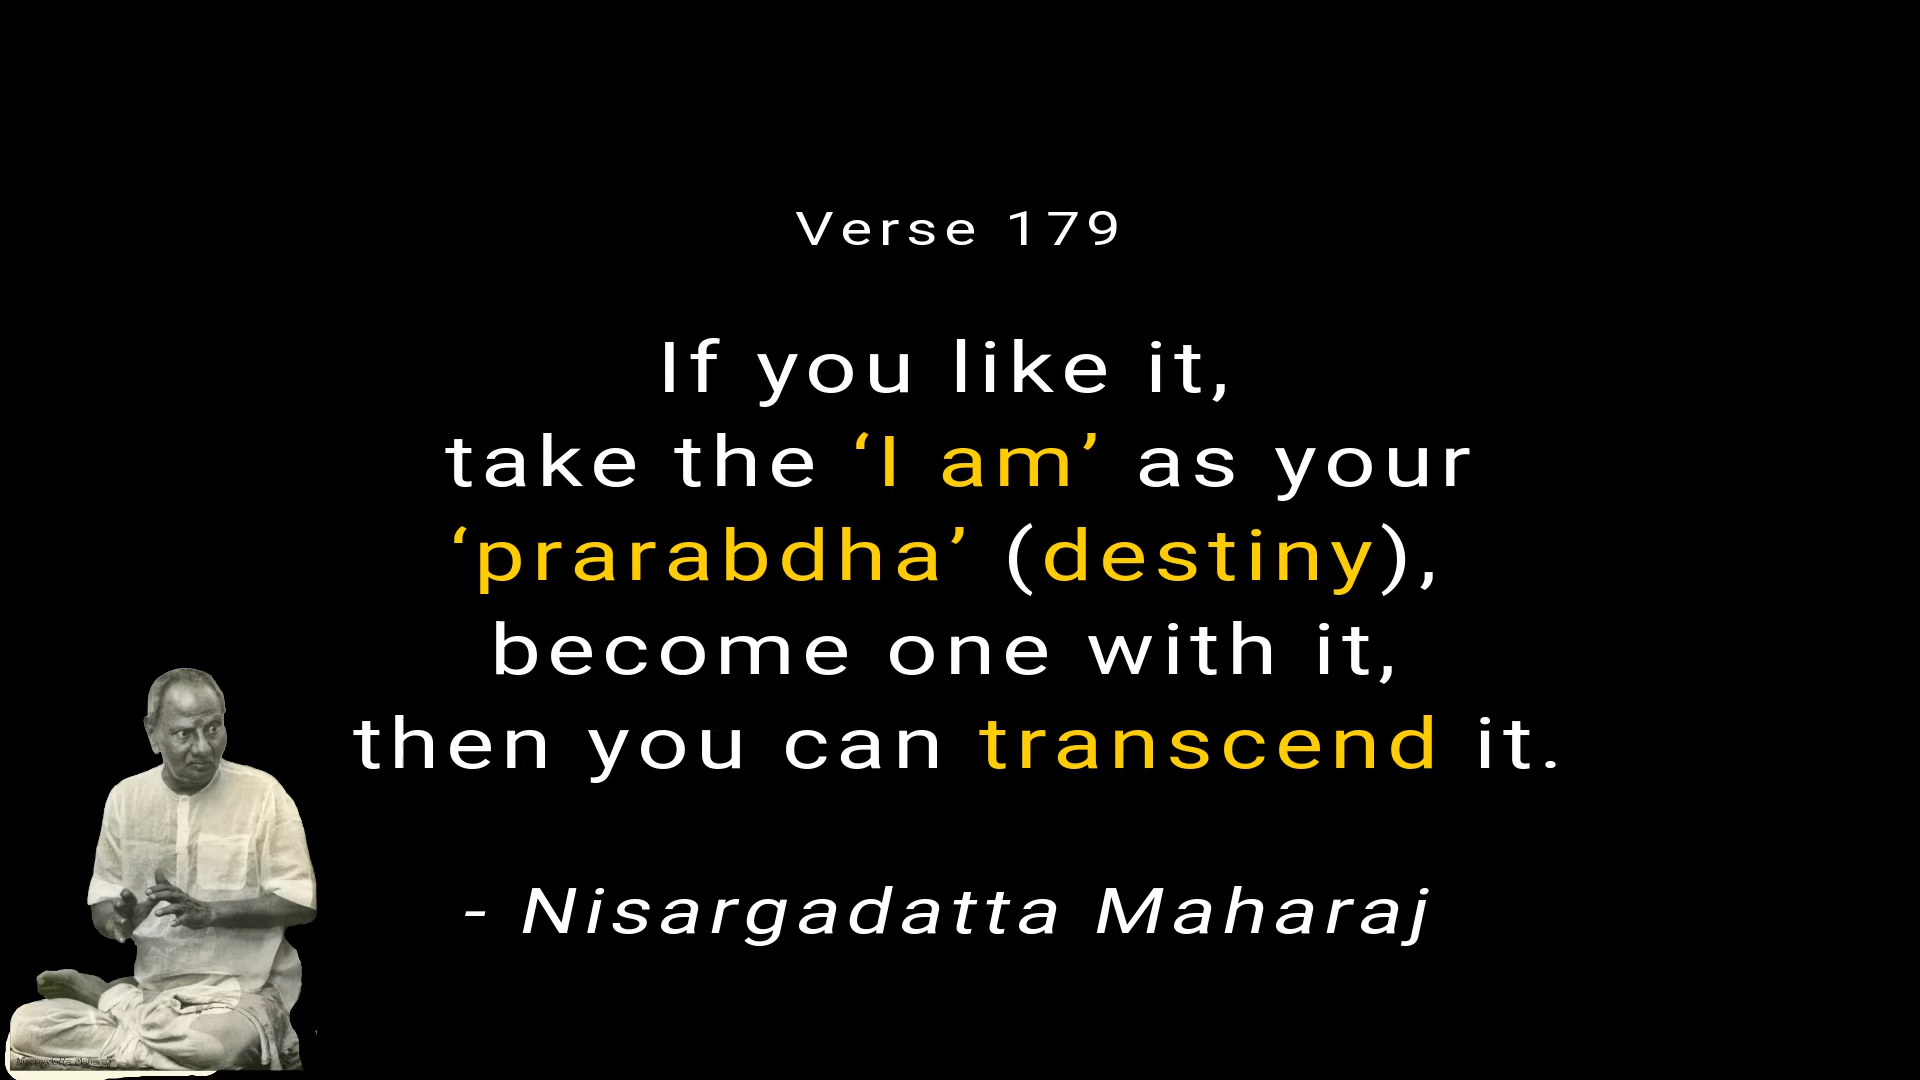 Verse 179
If you like it,
take the ‘I am’ as your
‘prarabdha’ (destiny),
become one with it,
then you can transcend it.
- Nisargadatta Maharaj